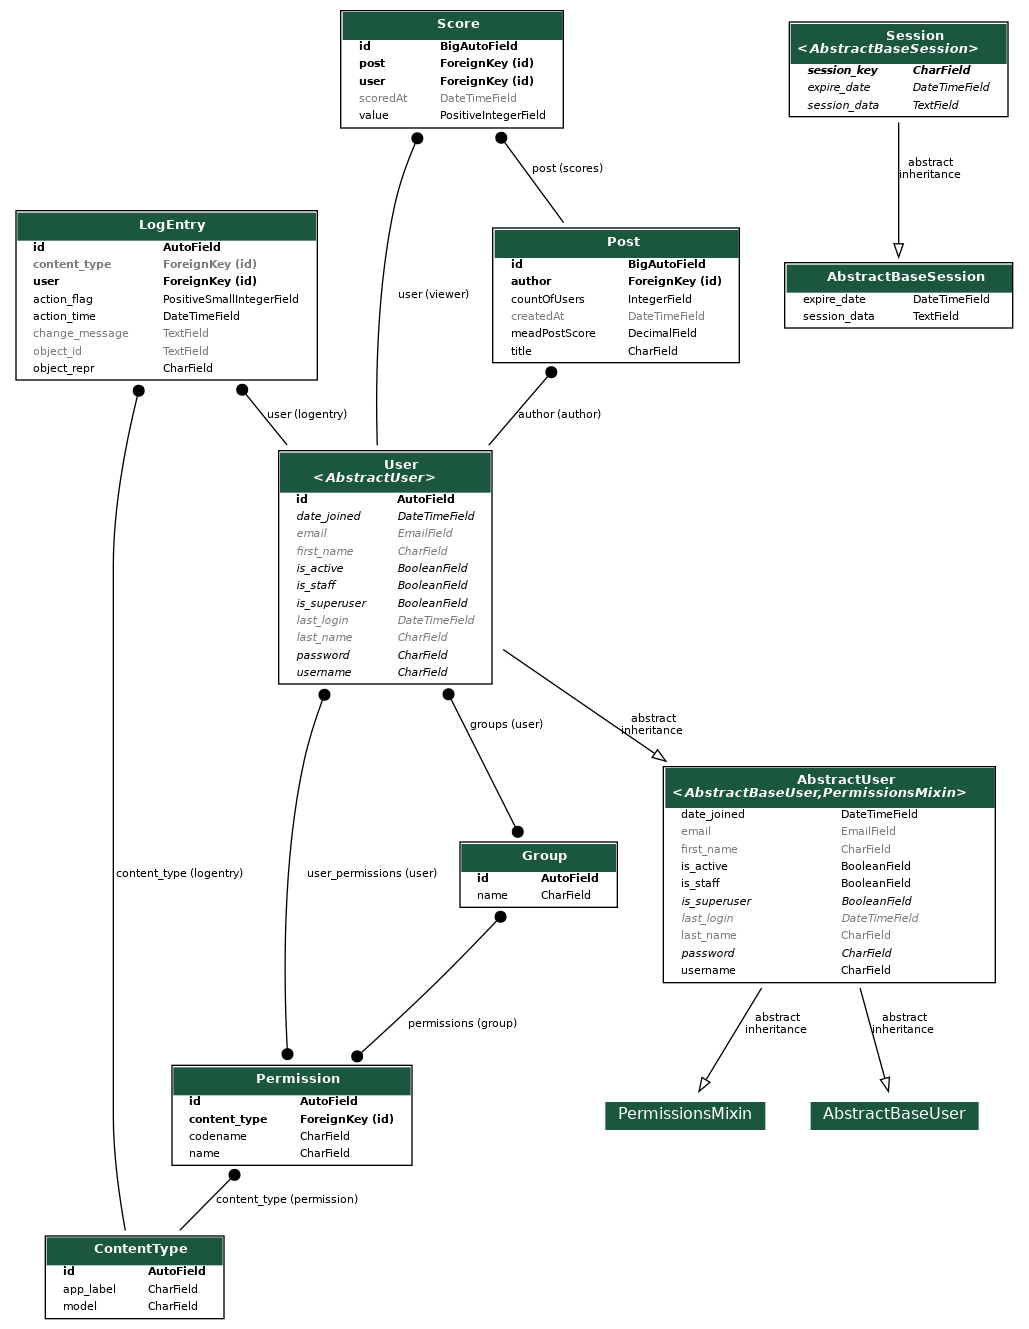 Score
id BigAutoField
post ForeignKey (id)
user ForeignKey (id)
scoredAt DateTimeField
value PositiveIntegerField
Session
<AbstractBaseSession>
session_key CharField
expire_date DateTimeField
session_data TextField
abstract
inheritance
post (scores)
LogEntry
id AutoField
content_type ForeignKey (id)
user ForeignKey (id)
action_flag PositiveSmallIntegerField
action_time DateTimeField
change_message TextField
object_id TextField
object_repr CharField
user (viewer)
Post
id BigAutoField
author ForeignKey (id)
countOfUsers IntegerField
createdAt DateTimeField
meadPostScore DecimalField
title CharField
AbstractBaseSession
expire_date DateTimeField
session_data TextField
user (logentry)
author (author)
User
<AbstractUser>
id AutoField
date_joined DateTimeField
email EmailField
first_name CharField
is_active BooleanField
is_staff BooleanField
is_superuser BooleanField
last_login DateTimeField
last_name CharField
password CharField
username CharField
groups (user)
abstract
inheritance
AbstractUser
<AbstractBaseUser,PermissionsMixin>
date_joined DateTimeField
email EmailField
first_name CharField
is_active BooleanField
is_staff BooleanField
is_superuser BooleanField
last_login DateTimeField
last_name CharField
password CharField
username CharField
content_type (logentry)
user_permissions (user)
Group
id AutoField
name CharField
permissions (group)
abstract
inheritance
abstract
inheritance
Permission
id AutoField
content_type ForeignKey (id)
codename CharField
name CharField
PermissionsMixin
AbstractBaseUser
content_type (permission)
ContentType
id AutoField
app_label CharField
model CharField